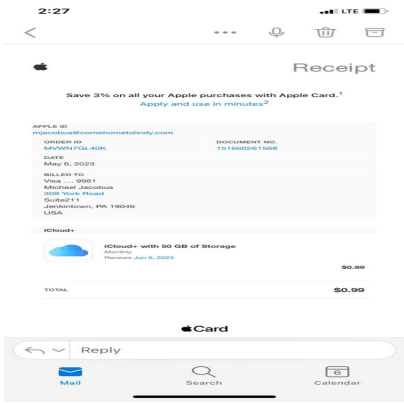 2:27
LTE
Receipt
Save 3% on all your Apple purchases with Apple Card.1
Apply and use in minutes2
APPLE ID
mjacobus@comehometolindy.com
ORDER ID
MVWN7GL40K
DOCUMENT NO.
151660261568
DATE
May 6, 2023
BILLED TO
Visa .... 9981
Michael Jacobus
309 York Road
Suite211
Jenkintown, PA 19046
USA
iCloud+
iCloud+ with 50 GB of Storage
Monthly
Renews Jun 6, 2023
$0.99
TOTAL
$0.99
Card
Reply
Mail
Search
6
Calendar